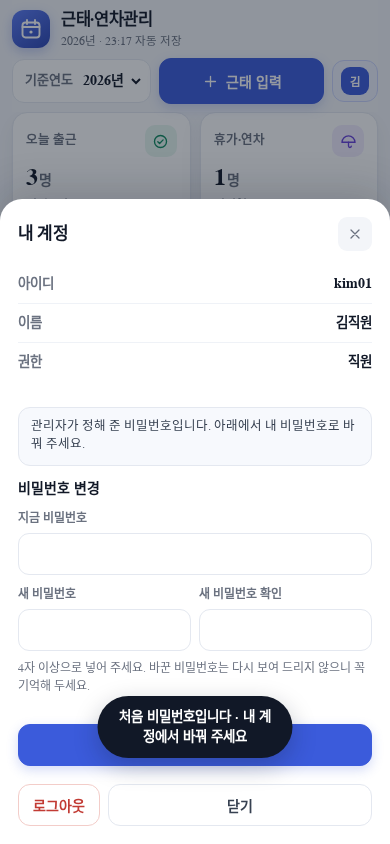 근태·연차관리
2026년 · 23:17 자동 저장
기준연도 2026년
근태 입력
김
오늘 출근
휴가·연차
3명
1명
내 계정
아이디 kim01
이름 김직원
권한 직원
관리자가 정해 준 비밀번호입니다. 아래에서 내 비밀번호로 바
꿔 주세요.
비밀번호 변경
지금 비밀번호
새 비밀번호 새 비밀번호 확인
4자 이상으로 넣어 주세요. 바꾼 비밀번호는 다시 보여 드리지 않으니 꼭
기억해 두세요.
처음 비밀번호입니다 · 내 계
정에서 바꿔 주세요
로그아웃
닫기